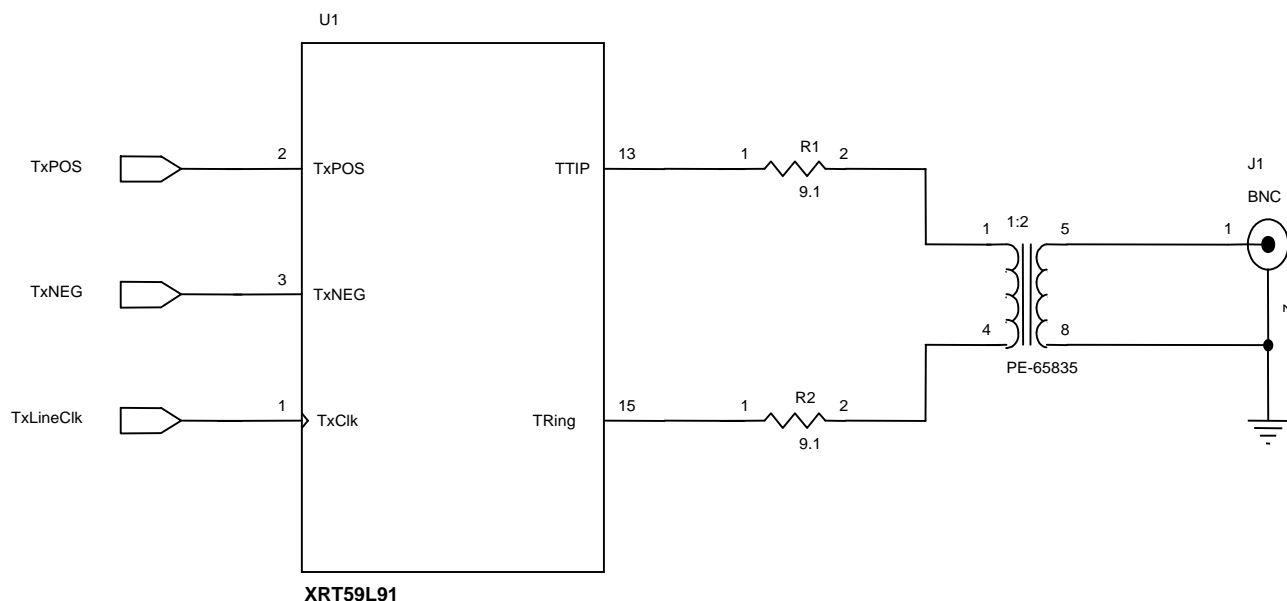 U1
TxPOS
2
TxPOS
TTIP
13
1
R1
2
9.1
J1
BNC
1
1:2
5
1
TxNEG
3
TxNEG
4
8
PE-65835
TxLineClk
1
TxClk
TRing
15
1
R2
2
9.1
XRT59L91